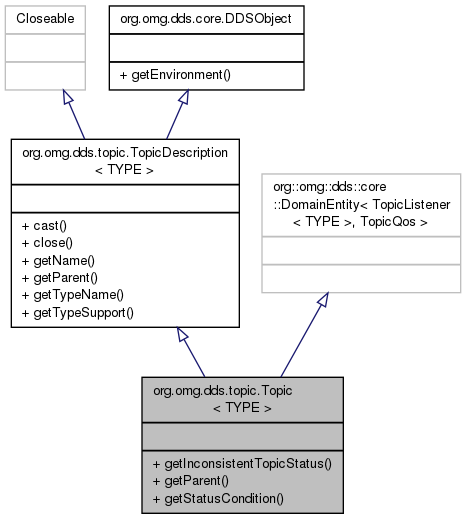 Closeable
org.omg.dds.core.DDSObject
+ getEnvironment()
org.omg.dds.topic.TopicDescription
< TYPE >
+ cast()
+ close()
+ getName()
+ getParent()
+ getTypeName()
+ getTypeSupport()
org::omg::dds::core
::DomainEntity< TopicListener
< TYPE >, TopicQos >
org.omg.dds.topic.Topic
< TYPE >
+ getInconsistentTopicStatus()
+ getParent()
+ getStatusCondition()